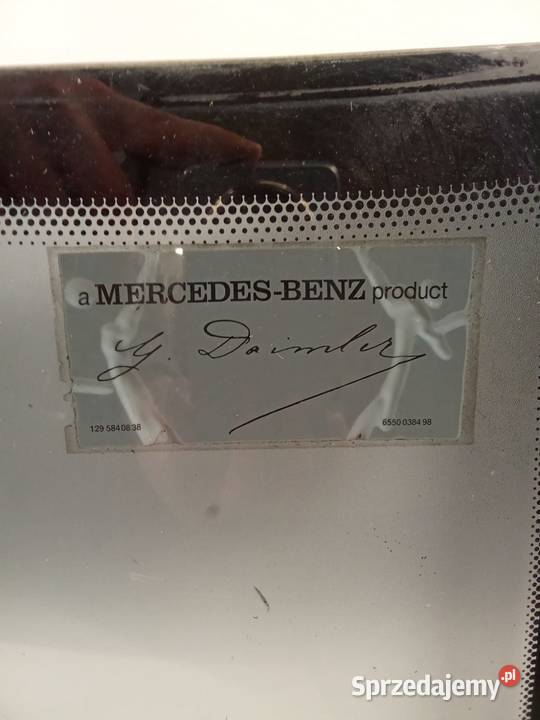 a MERCEDES-BENZ product
G. Daimler
129 584 08 38
6550 0384 98
Sprzedajemy.pl